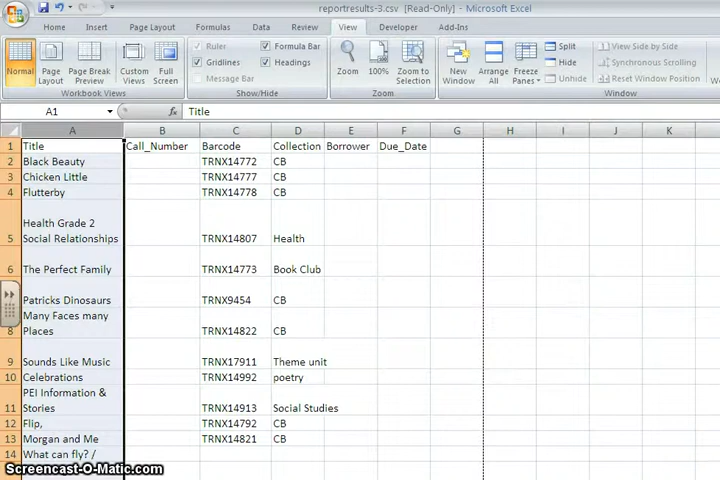 reportresults-3.csv [Read-Only] - Microsoft Excel
Home Insert Page Layout Formulas Data Review View Developer Add-Ins
Normal
Page Layout
Page Break Preview
Custom Views
Full Screen
Workbook Views
Ruler
Formula Bar
Gridlines
Headings
Message Bar
Show/Hide
Zoom
100%
Zoom to Selection
Zoom
New Window
Arrange All
Freeze Panes
Split
Hide
Unhide
View Side by Side
Synchronous Scrolling
Reset Window Position
Window
A1 fx Title
A B C D E F G H I J K
1 Title Call_Number Barcode Collection Borrower Due_Date
2 Black Beauty TRNX14772 CB
3 Chicken Little TRNX14777 CB
4 Flutterby TRNX14778 CB
Health Grade 2
5 Social Relationships TRNX14807 Health
6 The Perfect Family TRNX14773 Book Club
Patricks Dinosaurs TRNX9454 CB
Many Faces many
8 Places TRNX14822 CB
9 Sounds Like Music TRNX17911 Theme unit
10 Celebrations TRNX14992 poetry
PEI Information &
11 Stories TRNX14913 Social Studies
12 Flip, TRNX14792 CB
13 Morgan and Me TRNX14821 CB
14 What can fly? /
Screencast-O-Matic.com